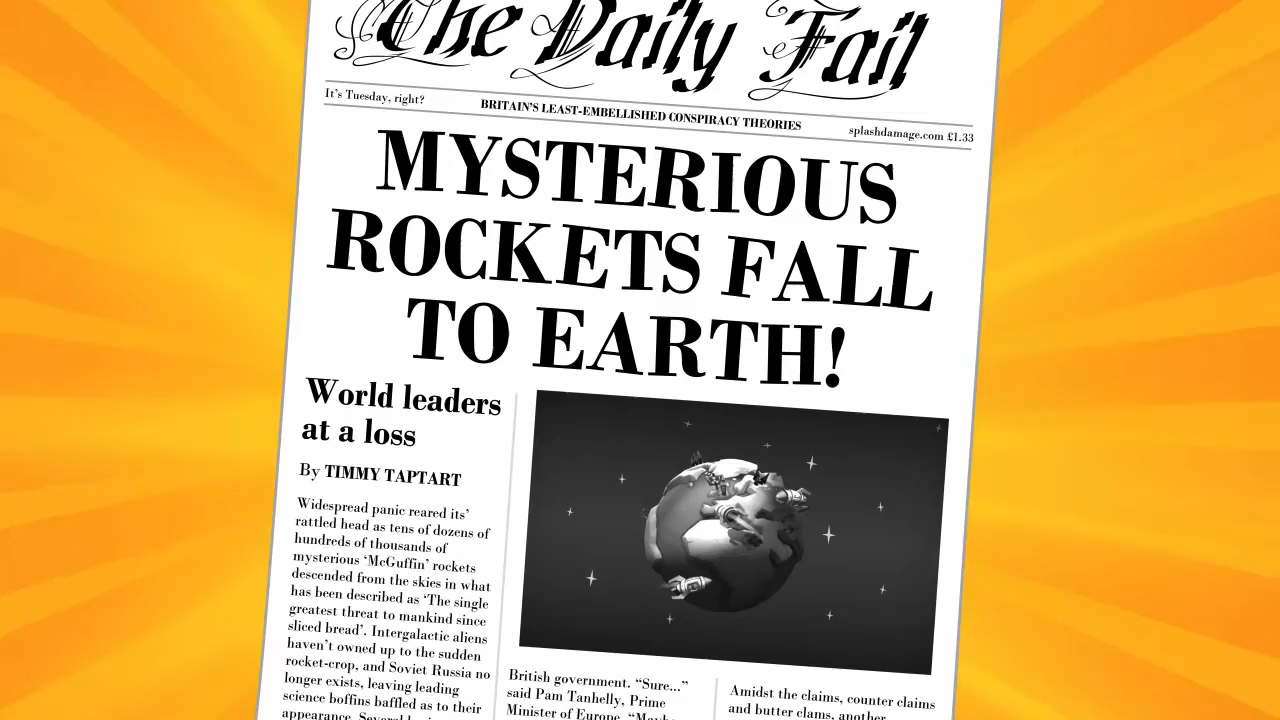 The Daily Fail
It's Tuesday, right?
BRITAIN'S LEAST-EMBELLISHED CONSPIRACY THEORIES
splashdamage.com £1.33
MYSTERIOUS
ROCKETS FALL
TO EARTH!
World leaders
at a loss
By TIMMY TAPTART
Widespread panic reared its'
rattled head as tens of dozens of
hundreds of thousands of
mysterious 'McGuffin' rockets
descended from the skies in what
has been described as 'The single
greatest threat to mankind since
sliced bread'. Intergalactic aliens
haven't owned up to the sudden
rocket-crop, and Soviet Russia no
longer exists, leaving leading
science boffins baffled as to their
appearance. Several
British government. “Sure...”
said Pam Tanhelly, Prime
Minister of Europe. “Maybe
Amidst the claims, counter claims
and butter clams, another